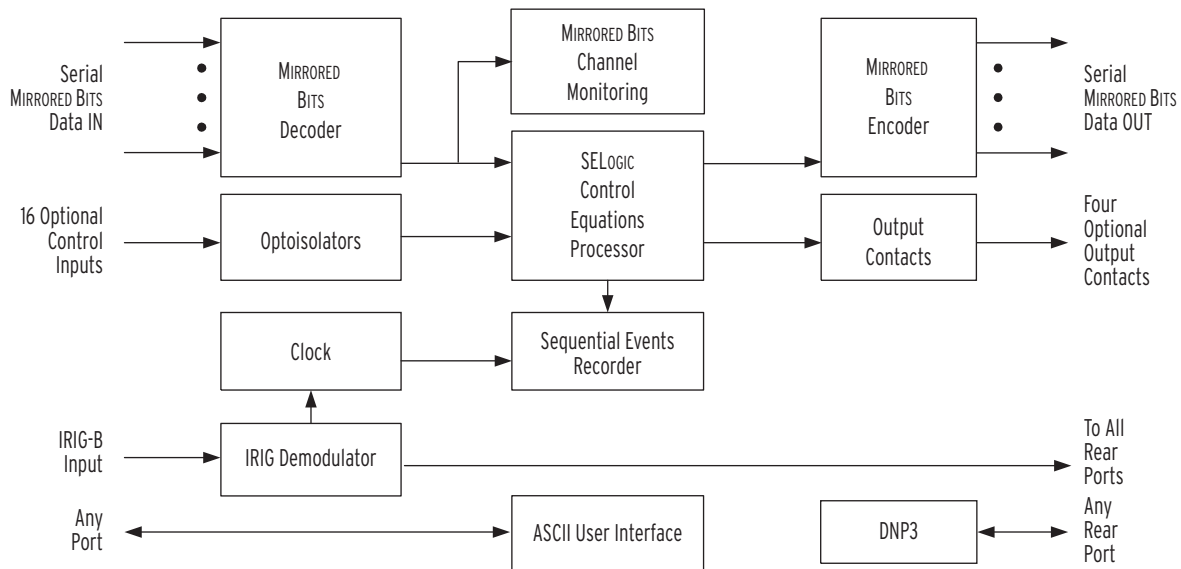 Serial
MIRRORED BITS
Data IN
MIRRORED
BITS
Decoder
MIRRORED BITS
Channel
Monitoring
MIRRORED
BITS
Encoder
Serial
MIRRORED BITS
Data OUT
16 Optional
Control
Inputs
Optoisolators
SELOGIC
Control
Equations
Processor
Output
Contacts
Four
Optional
Output
Contacts
Clock
Sequential Events
Recorder
IRIG-B
Input
IRIG Demodulator
To All
Rear
Ports
Any
Port
ASCII User Interface
DNP3
Any
Rear
Port